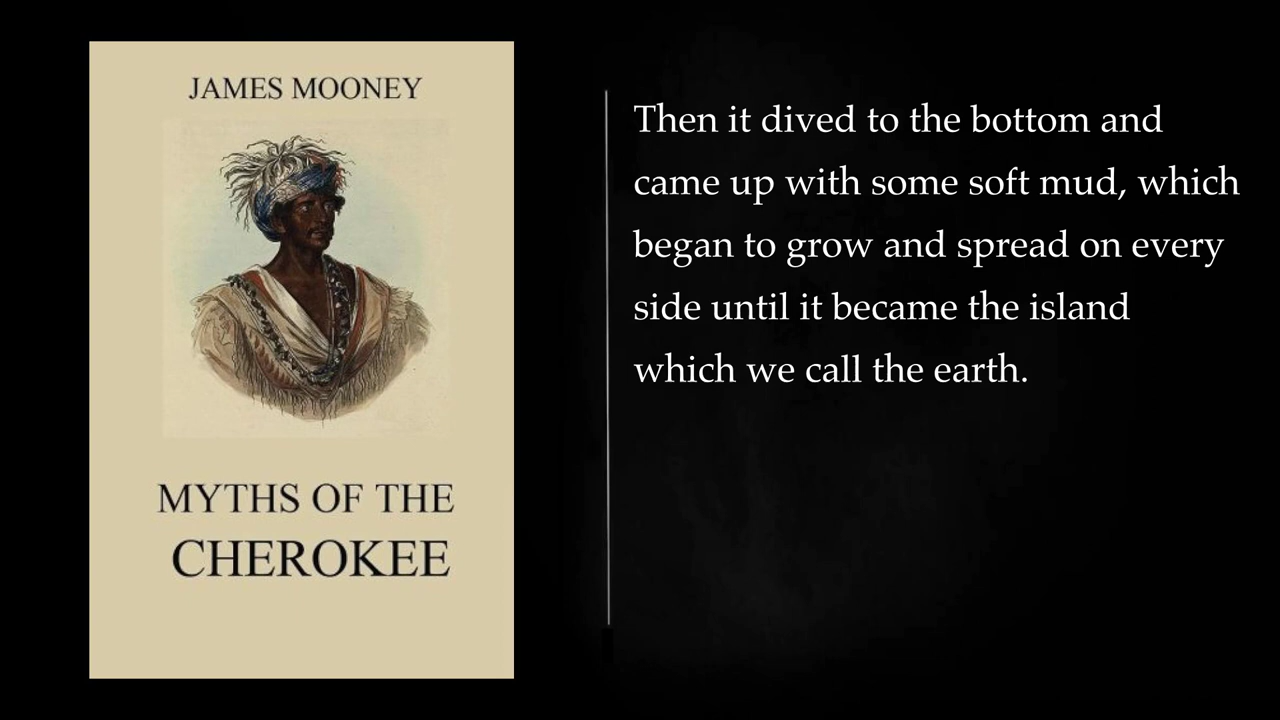 JAMES MOONEY
MYTHS OF THE
CHEROKEE
Then it dived to the bottom and
came up with some soft mud, which
began to grow and spread on every
side until it became the island
which we call the earth.